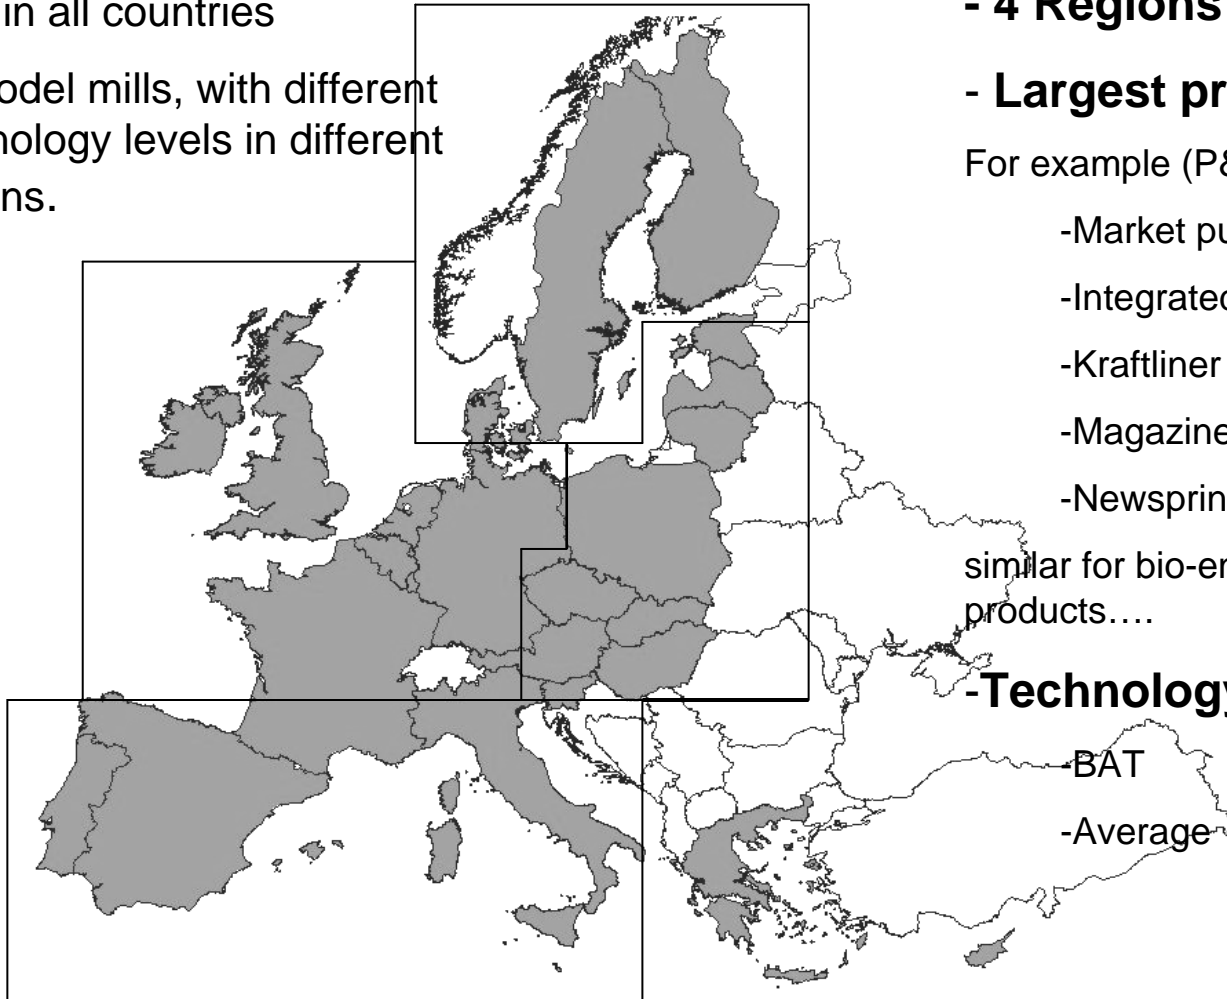 in all countries
odel mills, with different
nology levels in different
ns.
- 4 Regions
- Largest pr
For example (P&
-Market pu
-Integrated
-Kraftliner
-Magazine
-Newsprin
similar for bio-en
products….
-Technology
-BAT
-Average